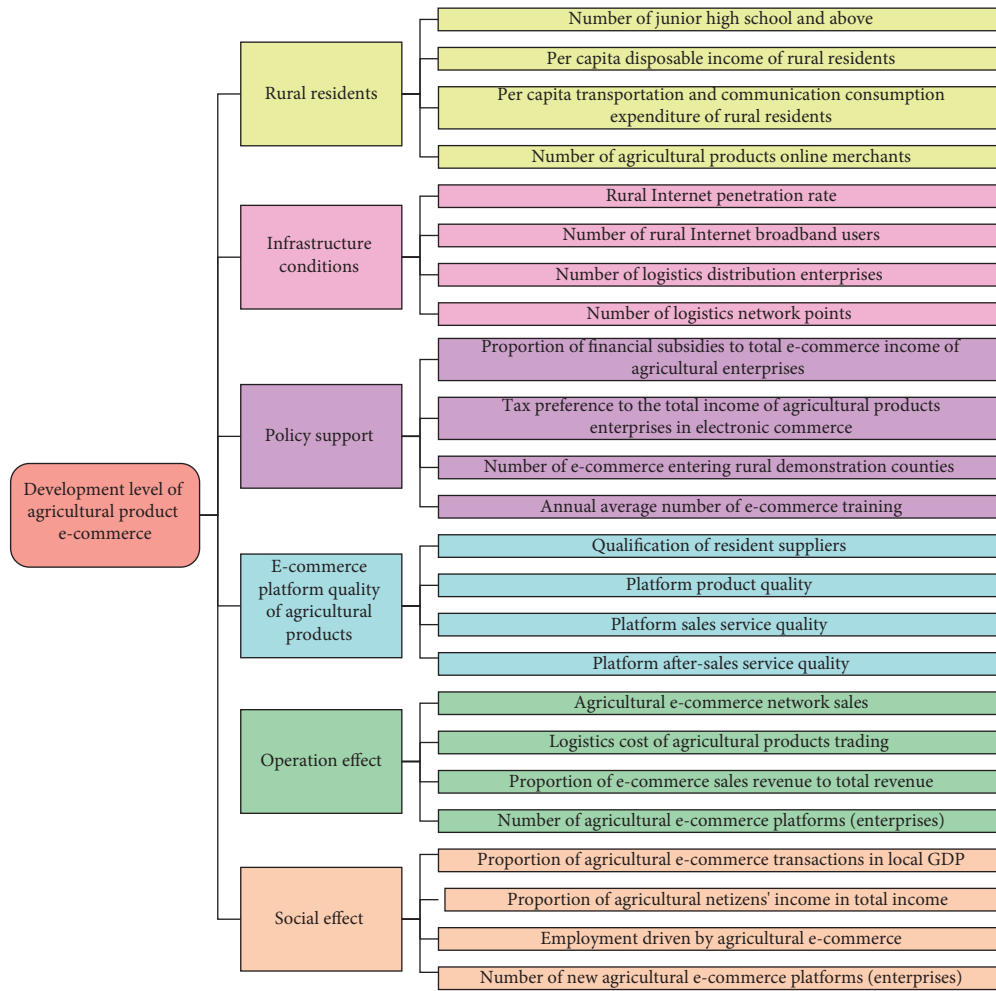 Development level of
agricultural product
e-commerce
Rural residents
Number of junior high school and above
Per capita disposable income of rural residents
Per capita transportation and communication consumption
expenditure of rural residents
Number of agricultural products online merchants
Infrastructure
conditions
Rural Internet penetration rate
Number of rural Internet broadband users
Number of logistics distribution enterprises
Number of logistics network points
Policy support
Proportion of financial subsidies to total e-commerce income of
agricultural enterprises
Tax preference to the total income of agricultural products
enterprises in electronic commerce
Number of e-commerce entering rural demonstration counties
Annual average number of e-commerce training
E-commerce
platform quality
of agricultural
products
Qualification of resident suppliers
Platform product quality
Platform sales service quality
Platform after-sales service quality
Operation effect
Agricultural e-commerce network sales
Logistics cost of agricultural products trading
Proportion of e-commerce sales revenue to total revenue
Number of agricultural e-commerce platforms (enterprises)
Social effect
Proportion of agricultural e-commerce transactions in local GDP
Proportion of agricultural netizens' income in total income
Employment driven by agricultural e-commerce
Number of new agricultural e-commerce platforms (enterprises)